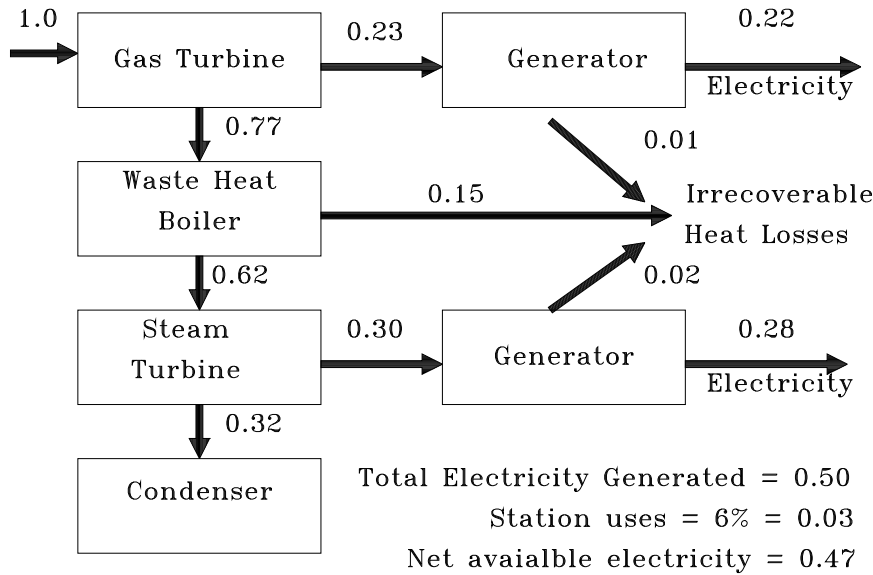 1.0
Gas Turbine
0.23
Generator
0.22
Electricity
0.77
0.01
Waste Heat
Boiler
0.15
Irrecoverable
Heat Losses
0.62
0.02
Steam
Turbine
0.30
Generator
0.28
Electricity
0.32
Condenser
Total Electricity Generated = 0.50
Station uses = 6% = 0.03
Net avaialble electricity = 0.47